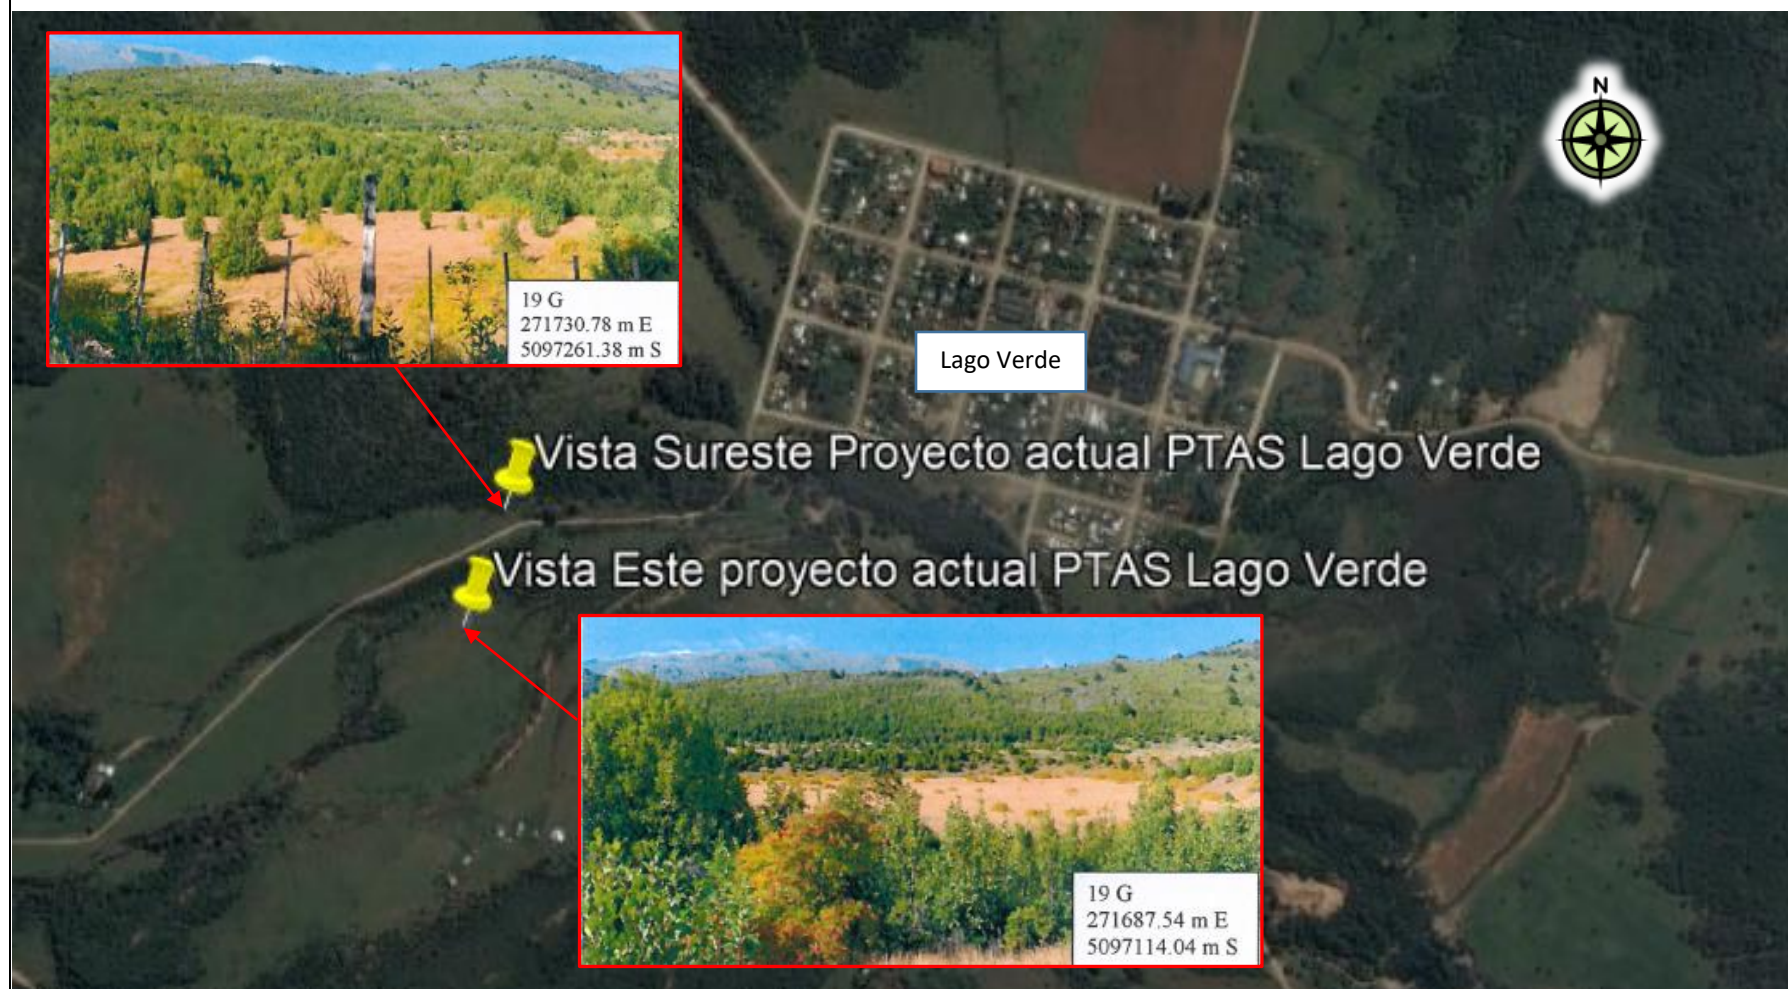 N
19 G
271730.78 m E
5097261.38 m S
Lago Verde
Vista Sureste Proyecto actual PTAS Lago Verde
Vista Este proyecto actual PTAS Lago Verde
19 G
271687.54 m E
5097114.04 m S